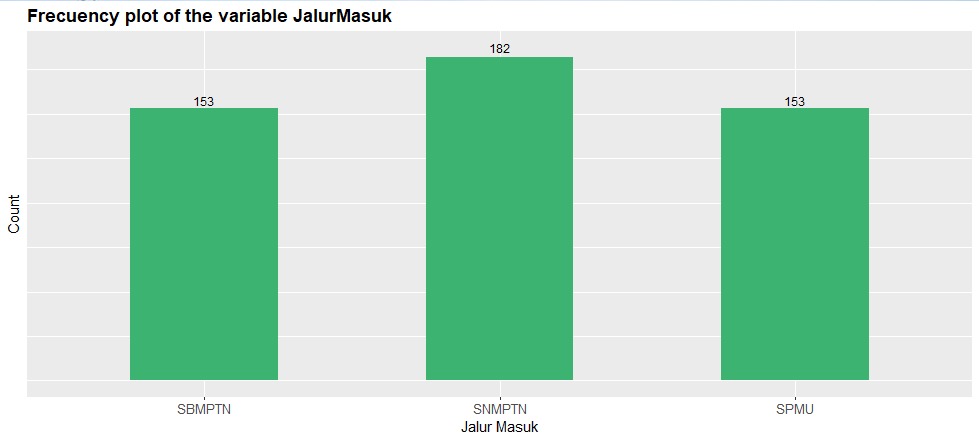 Frecuency plot of the variable JalurMasuk
153
182
153
Count
SBMPTN
SNMPTN
SPMU
Jalur Masuk